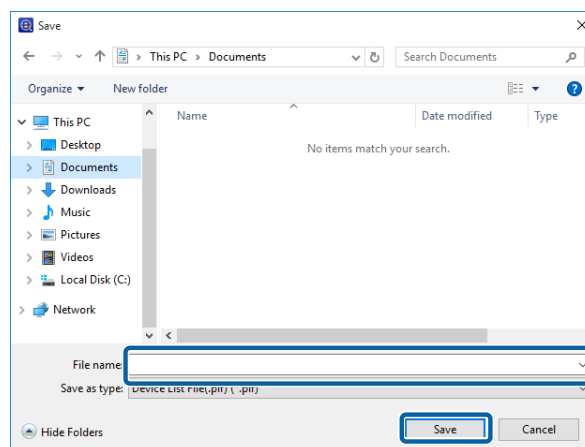 Save
This PC > Documents
Search Documents
Organize
New folder
Name
Date modified
Type
This PC
Desktop
Documents
Downloads
Music
Pictures
Videos
Local Disk (C:)
Network
No items match your search.
File name:
Save as type: Device List File(.plf) (*.plf)
Hide Folders
Save
Cancel